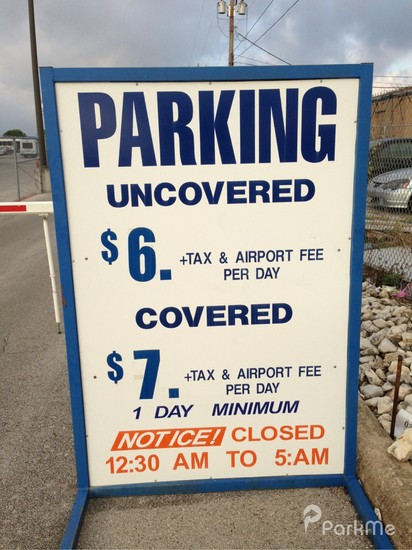 PARKING
UNCOVERED
$6. +TAX & AIRPORT FEE
PER DAY
COVERED
$7. +TAX & AIRPORT FEE
PER DAY
1 DAY MINIMUM
NOTICE! CLOSED
12:30 AM TO 5:AM
ParkMe